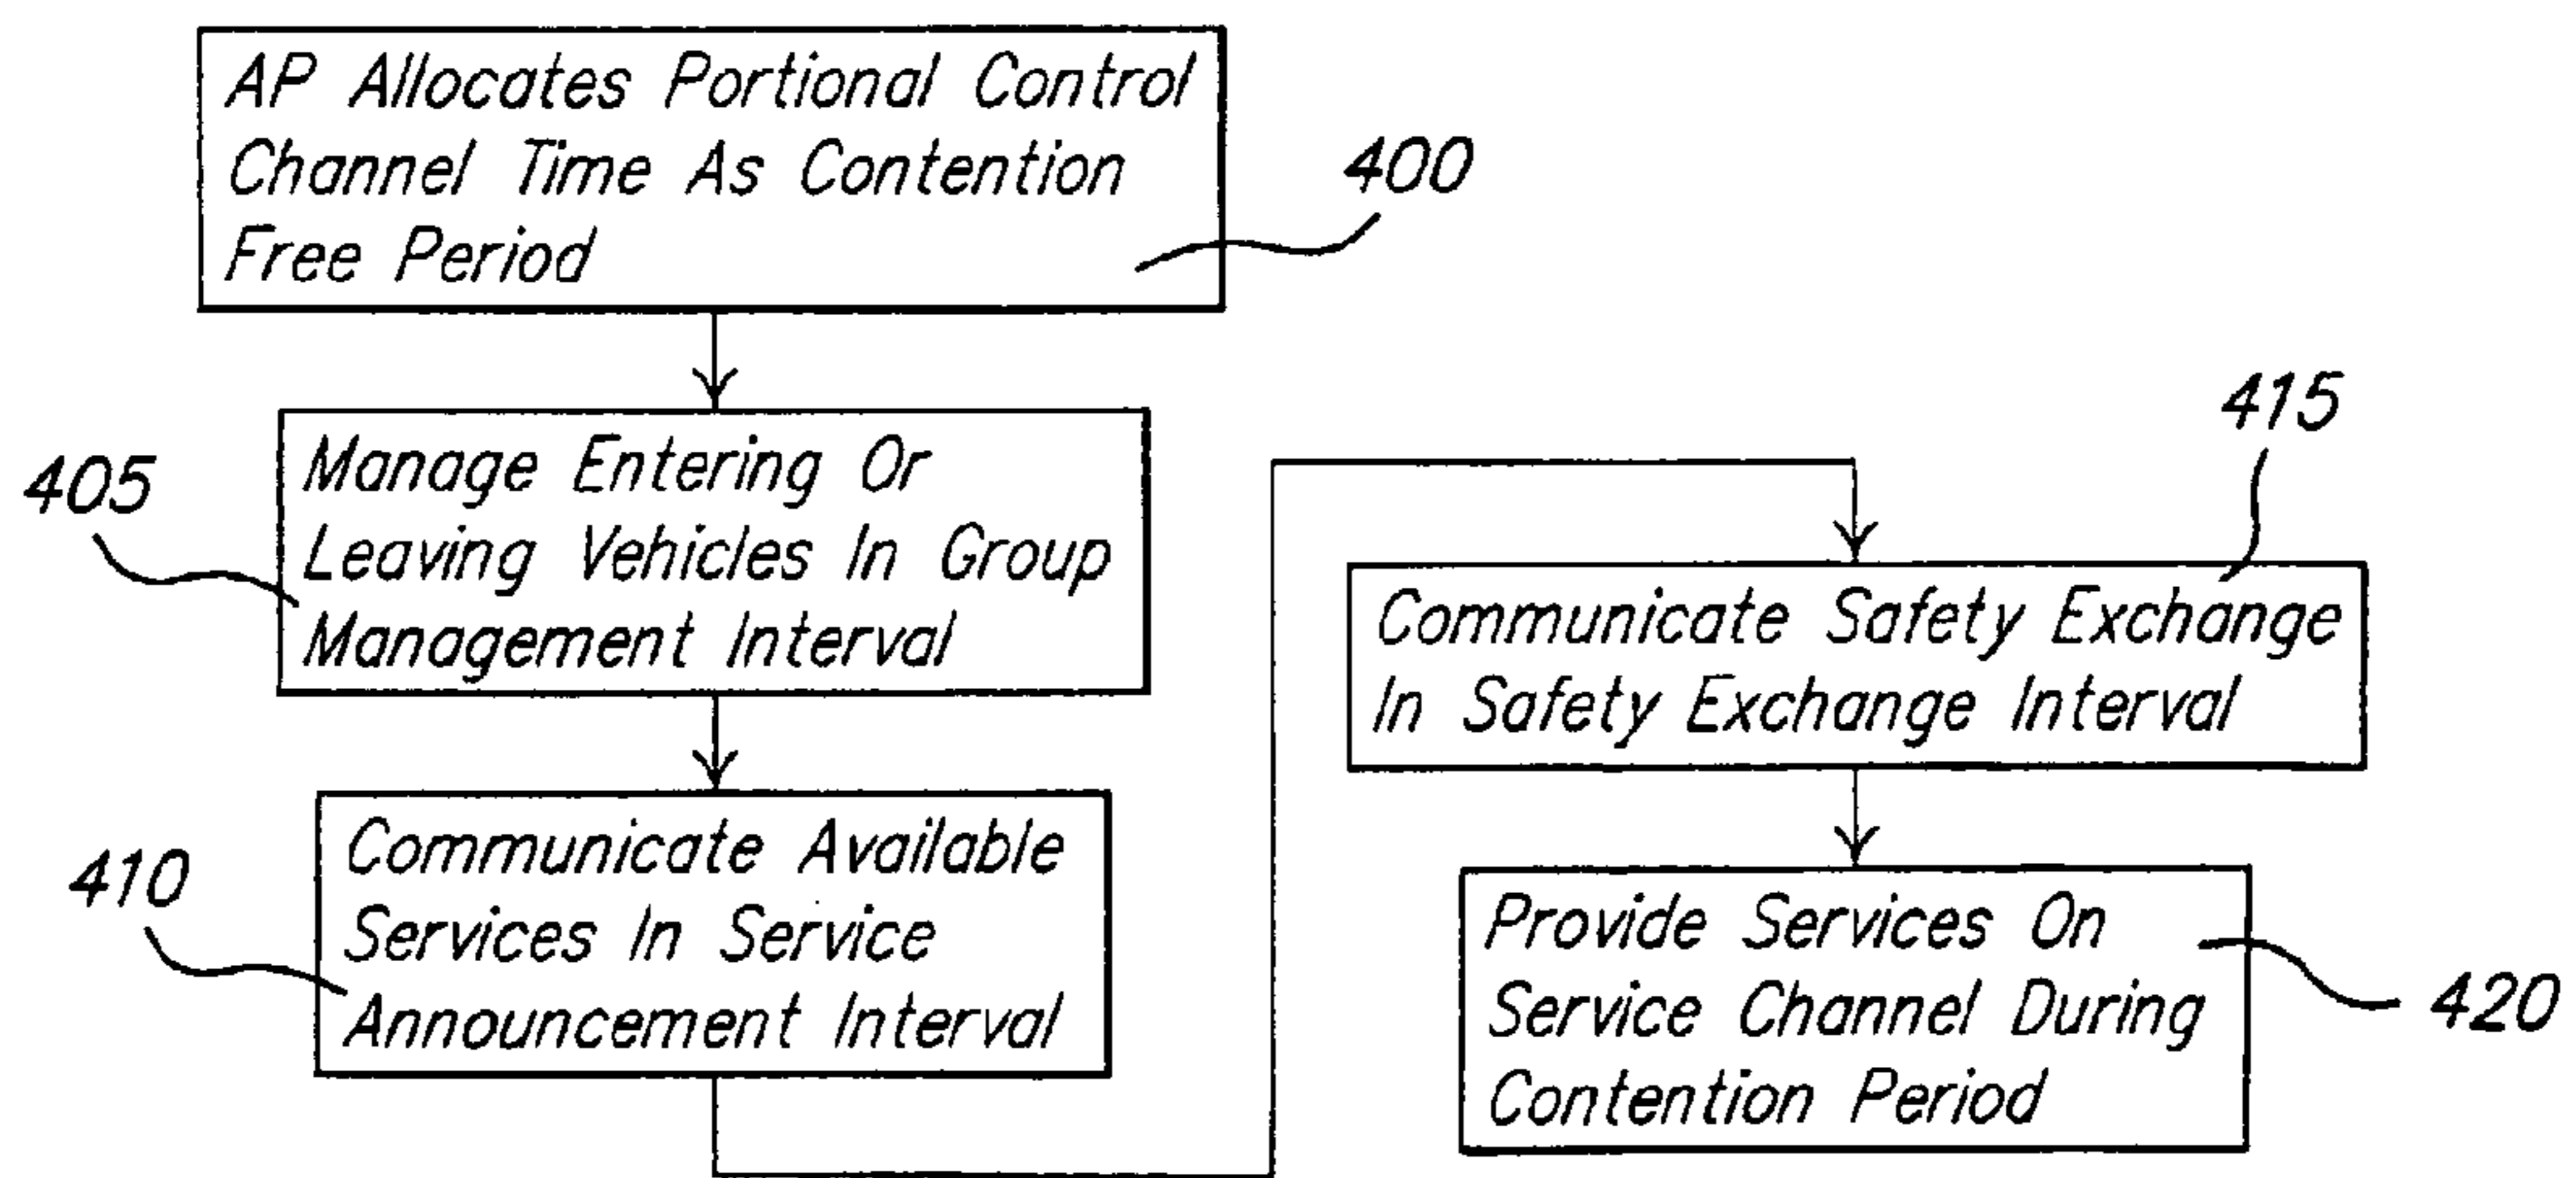 AP Allocates Portional Control
Channel Time As Contention
Free Period
400
Manage Entering Or
Leaving Vehicles In Group
Management Interval
405
Communicate Available
Services In Service
Announcement Interval
410
415
Communicate Safety Exchange
In Safety Exchange Interval
Provide Services On
Service Channel During
Contention Period
420